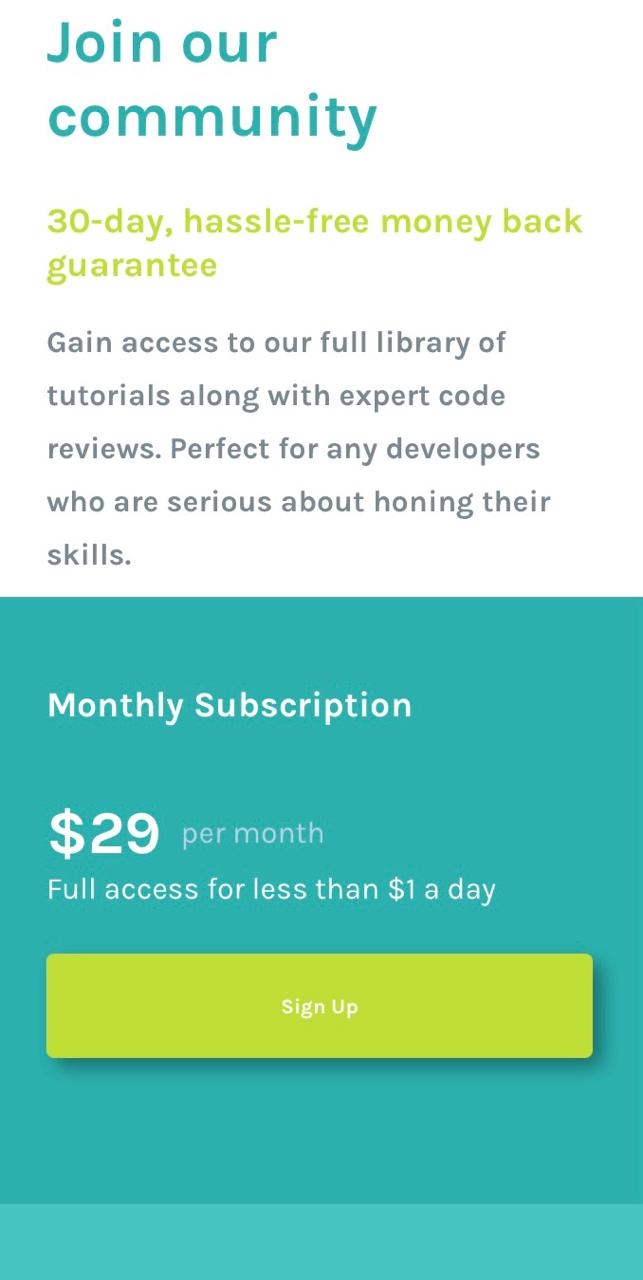 Join our
community
30-day, hassle-free money back
guarantee
Gain access to our full library of
tutorials along with expert code
reviews. Perfect for any developers
who are serious about honing their
skills.
Monthly Subscription
$29 per month
Full access for less than $1 a day
Sign Up